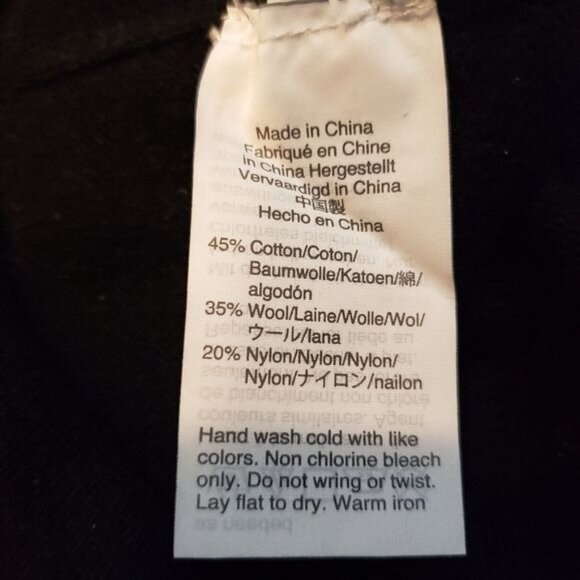 Made in China
Fabriqué en Chine
in China Hergestellt
Vervaardigd in China
中国製
Hecho en China
45% Cotton/Coton/
Baumwolle/Katoen/綿/
algodón
35% Wool/Laine/Wolle/Wol/
ウール/lana
20% Nylon/Nylon/Nylon/
Nylon/ナイロン/nailon
Hand wash cold with like
colors. Non chlorine bleach
only. Do not wring or twist.
Lay flat to dry. Warm iron
as needed.